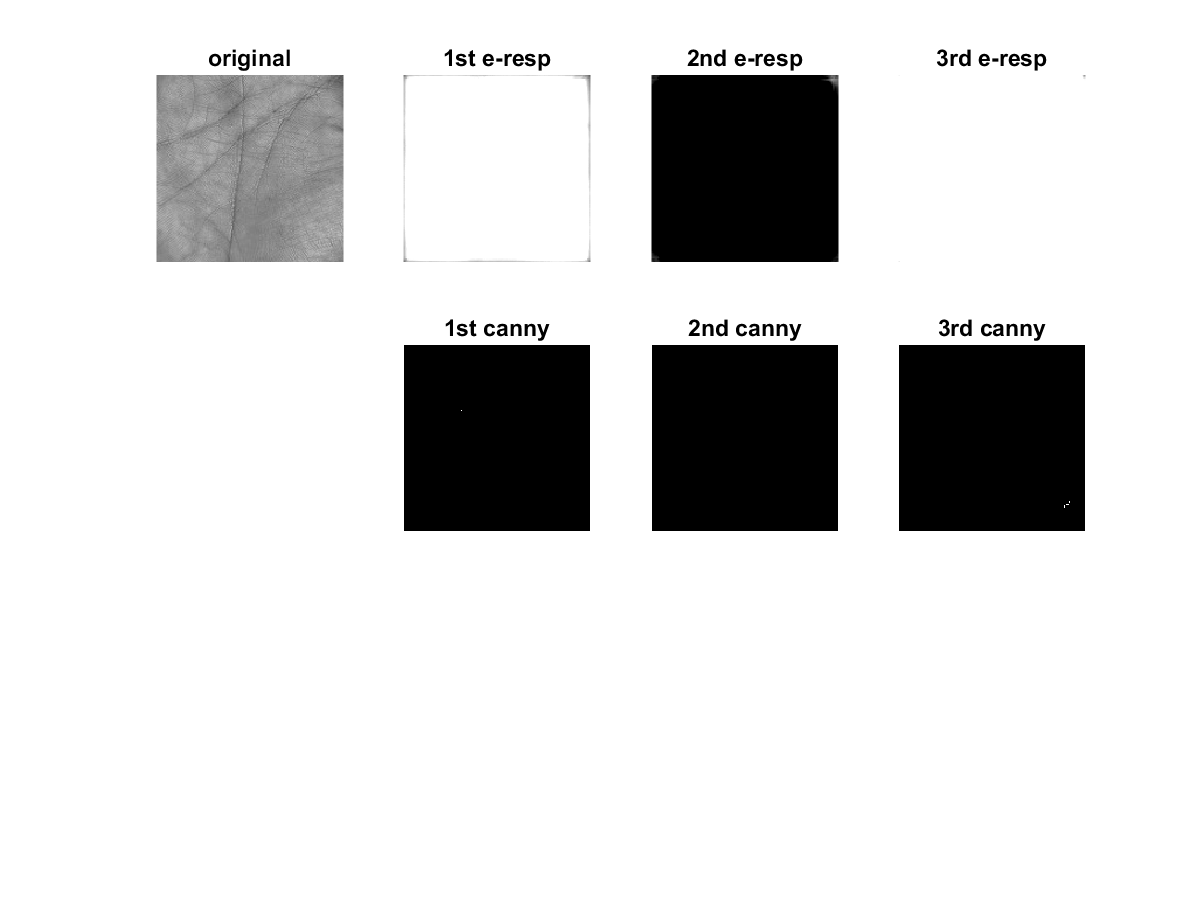 original
1st e-resp
2nd e-resp
3rd e-resp
1st canny
2nd canny
3rd canny